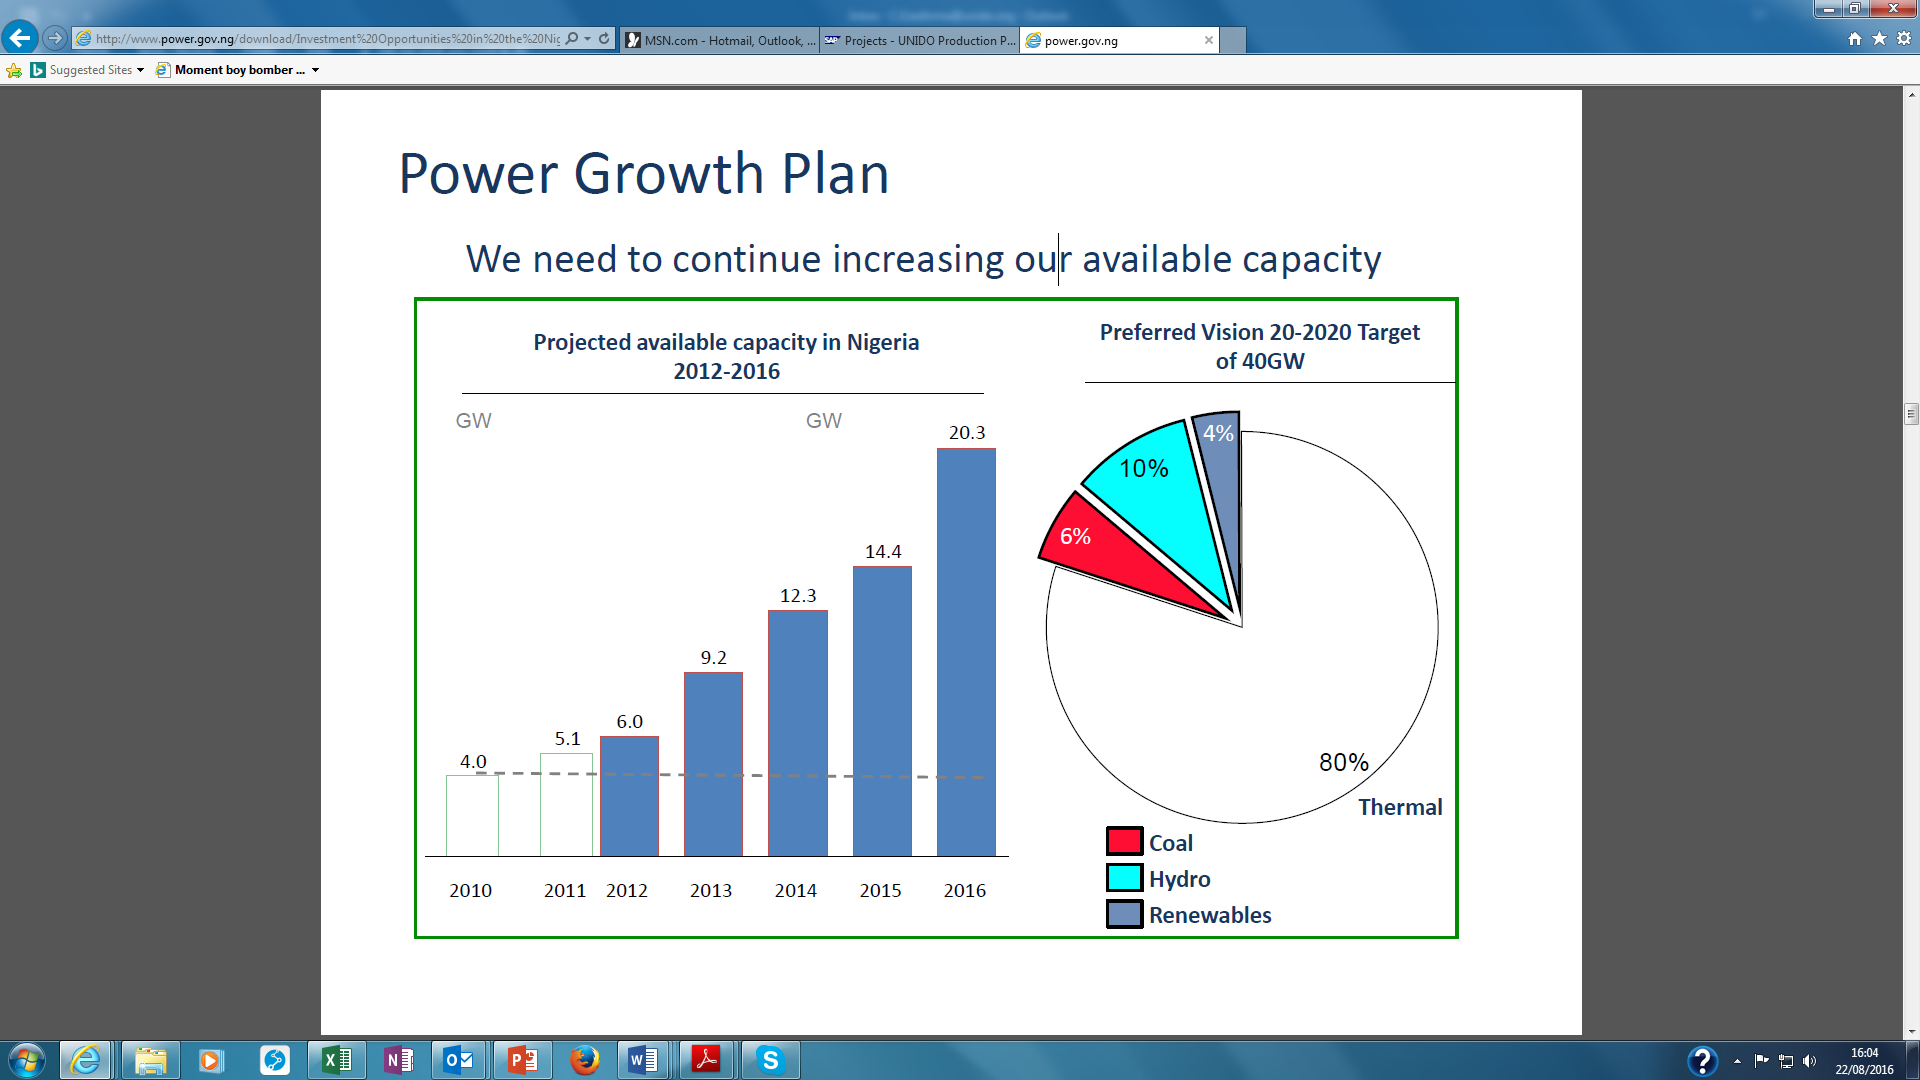 http://www.power.gov.ng/download/Investment%20Opportunities%20in%20the%20Nig
MSN.com - Hotmail, Outlook, ...
SAP
Projects - UNIDO Production P...
power.gov.ng
Suggested Sites
Moment boy bomber ...
Power Growth Plan
We need to continue increasing our available capacity
Projected available capacity in Nigeria
2012-2016
GW
GW
4.0
5.1
6.0
9.2
12.3
14.4
20.3
2010
2011
2012
2013
2014
2015
2016
Preferred Vision 20-2020 Target
of 40GW
4%
10%
6%
80%
Thermal
Coal
Hydro
Renewables
16:04
22/08/2016